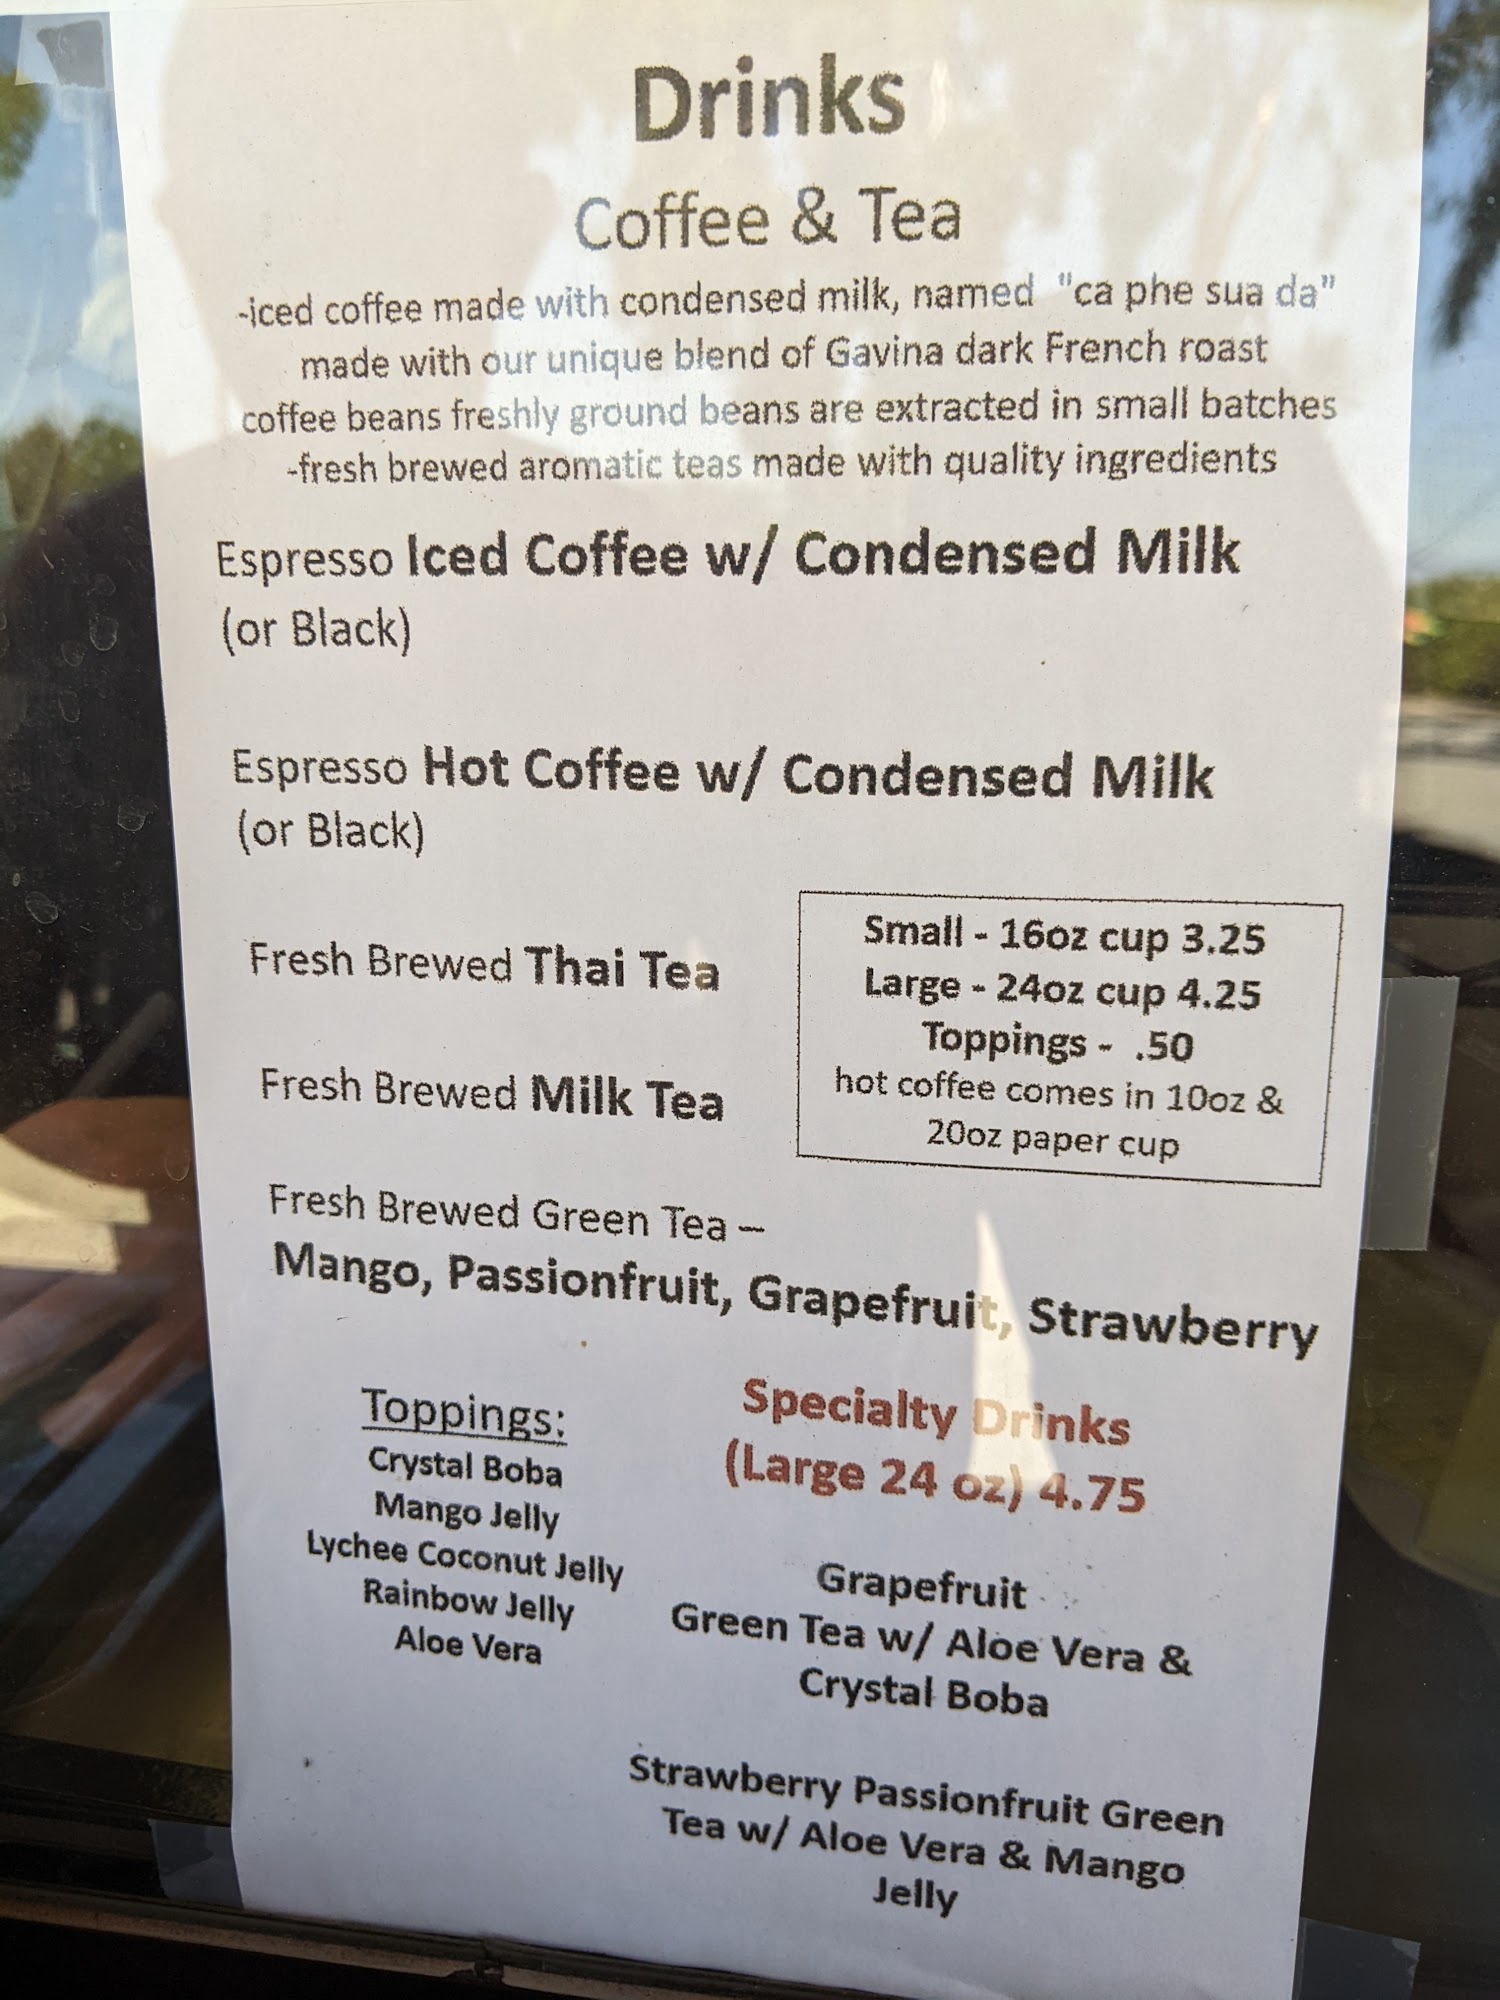 Drinks
Coffee & Tea
-iced coffee made with condensed milk, named "ca phe sua da"
made with our unique blend of Gavina dark French roast
coffee beans freshly ground beans are extracted in small batches
-fresh brewed aromatic teas made with quality ingredients
Espresso Iced Coffee w/ Condensed Milk
(or Black)
Espresso Hot Coffee w/ Condensed Milk
(or Black)
Fresh Brewed Thai Tea
Fresh Brewed Milk Tea
Small - 16oz cup 3.25
Large - 24oz cup 4.25
Toppings - .50
hot coffee comes in 10oz &
20oz paper cup
Fresh Brewed Green Tea –
Mango, Passionfruit, Grapefruit, Strawberry
Toppings:
Crystal Boba
Mango Jelly
Lychee Coconut Jelly
Rainbow Jelly
Aloe Vera
Specialty Drinks
(Large 24 oz) 4.75
Grapefruit
Green Tea w/ Aloe Vera &
Crystal Boba
Strawberry Passionfruit Green
Tea w/ Aloe Vera & Mango
Jelly